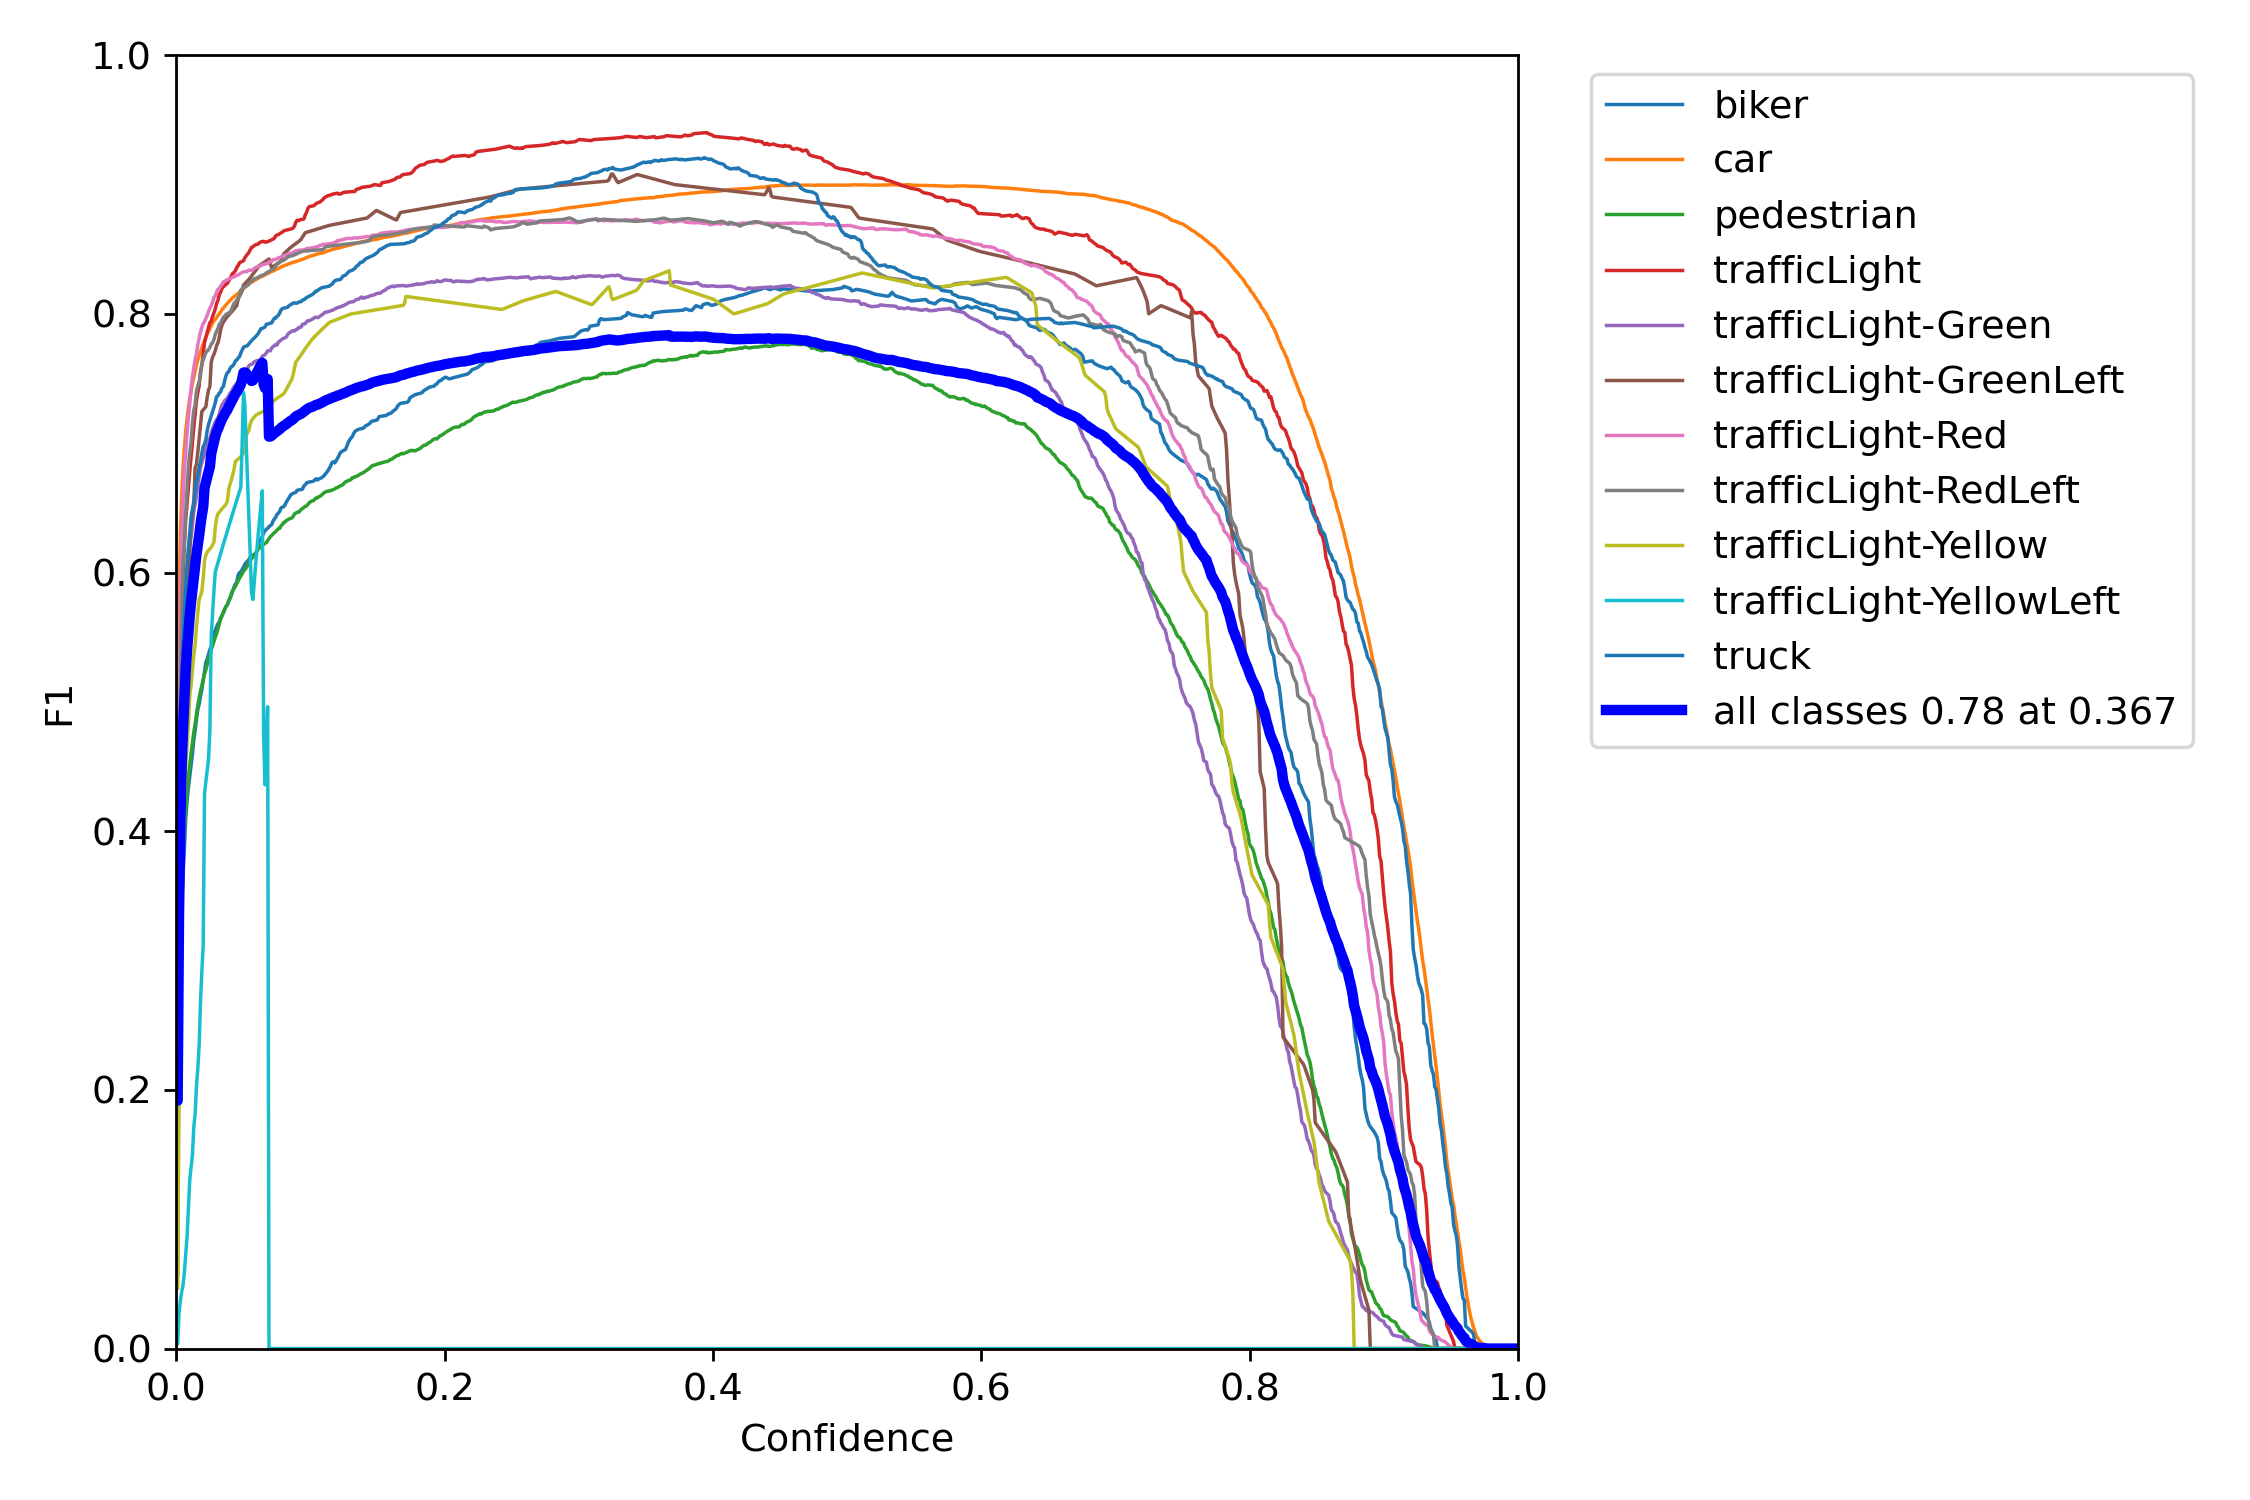 1.0
0.8
0.6
0.4
0.2
0.0
F1
0.0 0.2 0.4 0.6 0.8 1.0
Confidence
biker
car
pedestrian
trafficLight
trafficLight-Green
trafficLight-GreenLeft
trafficLight-Red
trafficLight-RedLeft
trafficLight-Yellow
trafficLight-YellowLeft
truck
all classes 0.78 at 0.367